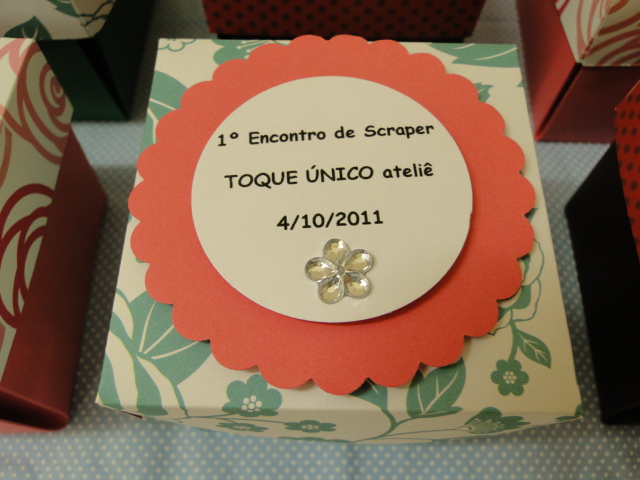 1º Encontro de Scraper
TOQUE ÚNICO ateliê
4/10/2011